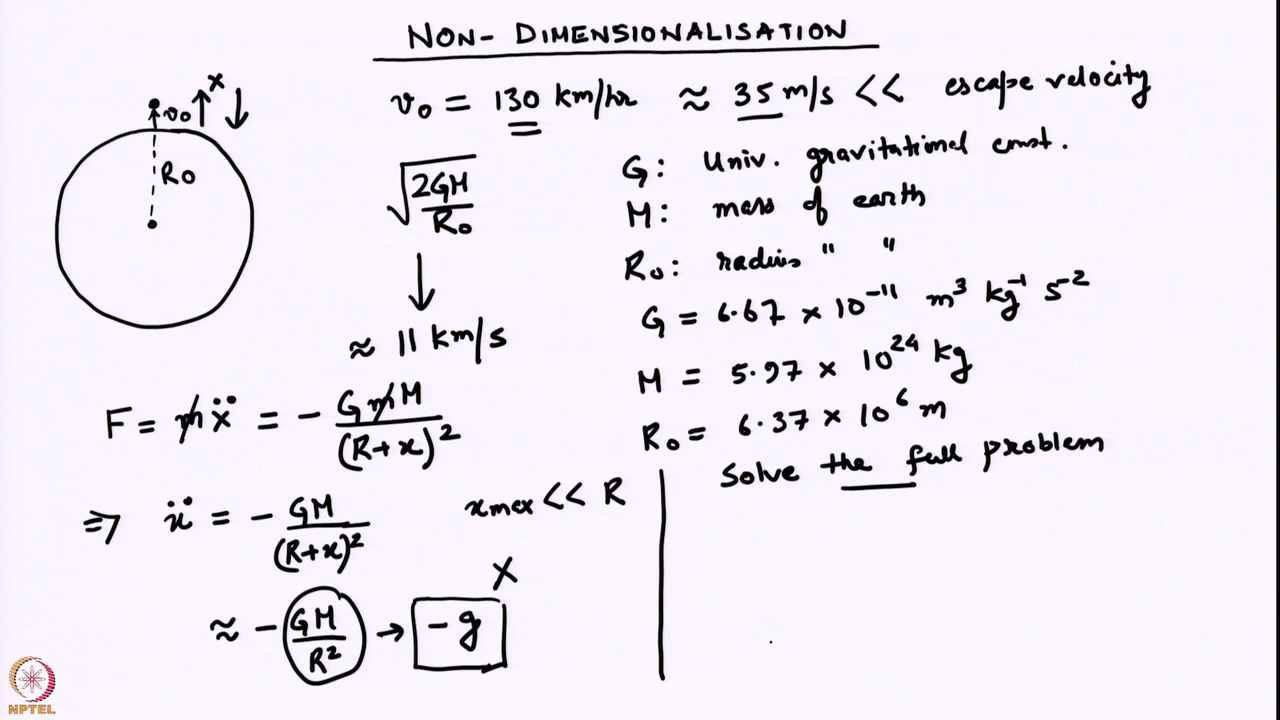 NON-DIMENSIONALISATION
x
v₀
R₀
v₀ = 130 km/hr ≈ 35 m/s << escape velocity
√(2GM/R₀)
↓
≈ 11 km/s
G: Univ. gravitational const.
M: mass of earth
R₀: radius " "
G = 6.67 × 10⁻¹¹ m³ kg⁻¹ s⁻²
M = 5.97 × 10²⁴ kg
R₀ = 6.37 × 10⁶ m
Solve the full problem
F = mẍ = - GmM/(R+x)²
⇒ ẍ = - GM/(R+x)² xmax << R
≈ - GM/R² → -g X
NPTEL